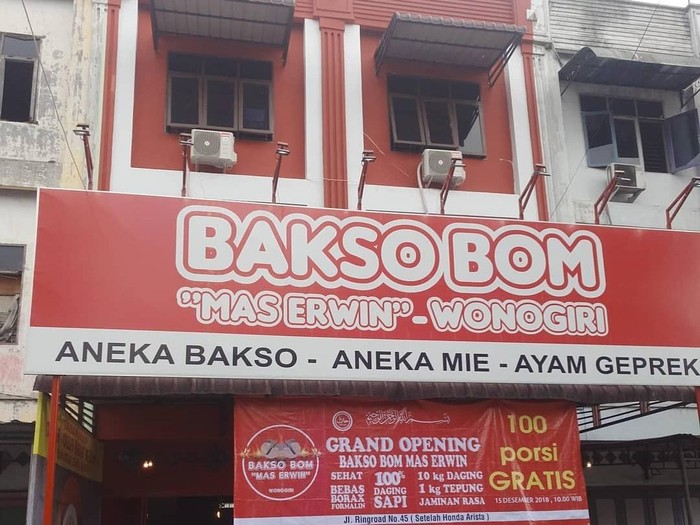 BAKSO BOM
"MAS ERWIN" - WONOGIRI
ANEKA BAKSO - ANEKA MIE - AYAM GEPREK
GRAND OPENING
BAKSO BOM MAS ERWIN
SEHAT
BEBAS
BORAX
FORMALIN
100%
DAGING
SAPI
10 KG DAGING
1 KG TEPUNG
JAMINAN RASA
100
porsi
GRATIS
15 DESEMBER 2018 , 10.00 WIB
BAKSO BOM
"MAS ERWIN"
WONOGIRI
Jl. Ringroad No.45 ( Setelah Honda Arista )